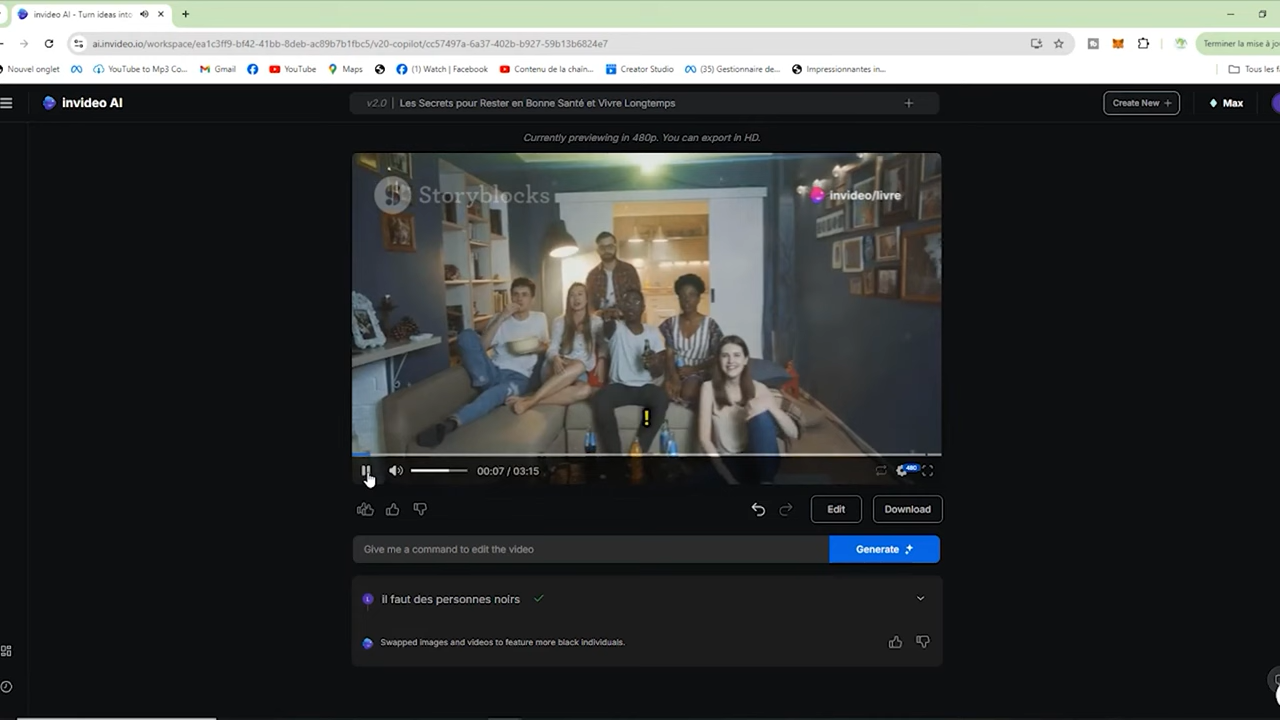 invideo AI - Turn ideas into
ai.invideo.io/workspace/ea1c3ff9-bf42-41bb-8deb-ac89b7b1fbc5/v20-copilot/cc57497a-6a37-402b-b927-59b13b6824e7
Terminer la mise à jo
Nouvel onglet
YouTube to Mp3 Co...
Gmail
YouTube
Maps
(1) Watch | Facebook
Contenu de la chaîn...
Creator Studio
(35) Gestionnaire de...
Impressionnantes in...
Tous les f
invideo AI
v2.0 | Les Secrets pour Rester en Bonne Santé et Vivre Longtemps
Create New +
Max
Currently previewing in 480p. You can export in HD.
Storyblocks
invideo/livre
!
00:07 / 03:15
480
Edit
Download
Give me a command to edit the video
Generate
L
il faut des personnes noirs
Swapped images and videos to feature more black individuals.